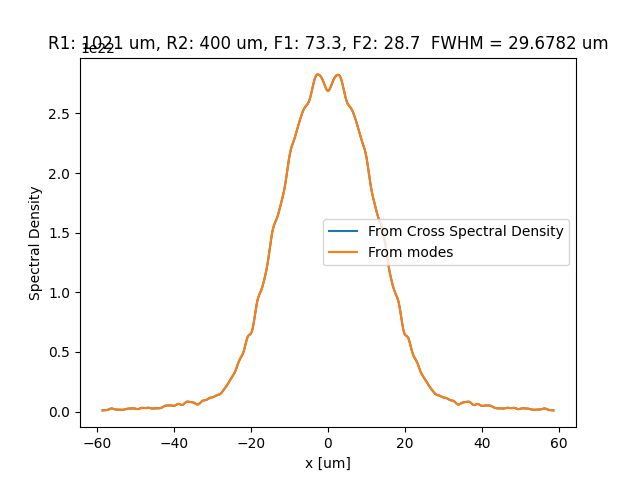 R1: 1021 um, R2: 400 um, F1: 73.3, F2: 28.7  FWHM = 29.6782 um
1e22
2.5
2.0
1.5
1.0
0.5
0.0
Spectral Density
From Cross Spectral Density
From modes
−60 −40 −20 0 20 40 60
x [um]